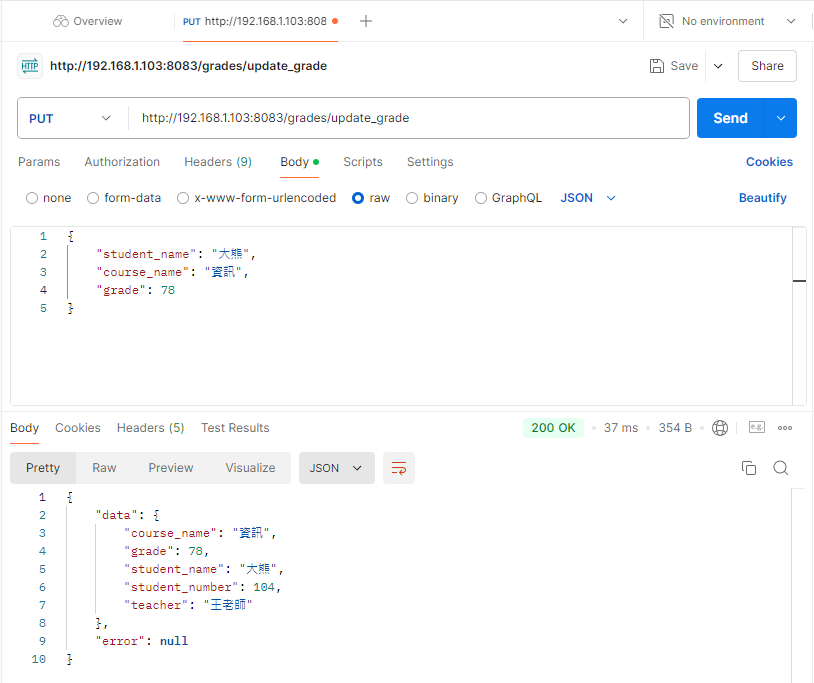 Overview
PUT http://192.168.1.103:808
No environment
HTTP http://192.168.1.103:8083/grades/update_grade
Save
Share
PUT
http://192.168.1.103:8083/grades/update_grade
Send
Params Authorization Headers (9) Body Scripts Settings Cookies
none form-data x-www-form-urlencoded raw binary GraphQL JSON Beautify
1 {
2 "student_name": "大熊",
3 "course_name": "資訊",
4 "grade": 78
5 }
Body Cookies Headers (5) Test Results 200 OK 37 ms 354 B e.g.
Pretty Raw Preview Visualize JSON
1 {
2 "data": {
3 "course_name": "資訊",
4 "grade": 78,
5 "student_name": "大熊",
6 "student_number": 104,
7 "teacher": "王老師"
8 },
9 "error": null
10 }